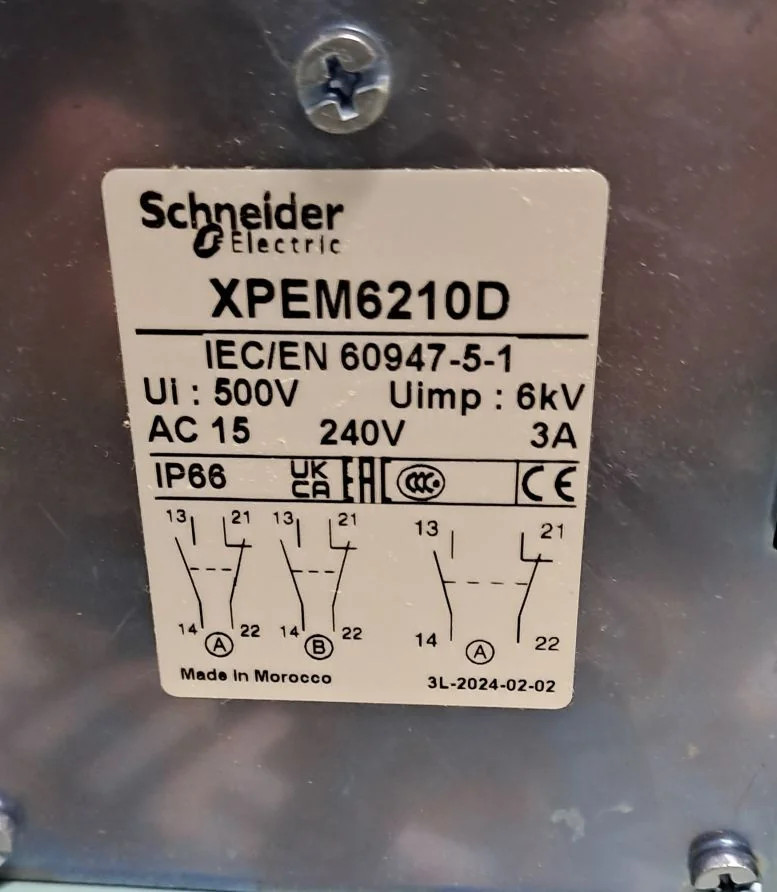 Schneider
Electric
XPEM6210D
IEC/EN 60947-5-1
Ui : 500V Uimp : 6kV
AC 15 240V 3A
IP66 UK CA EAC CCC CE
13 21 13 21 13 21
14 A 22 14 B 22 14 A 22
Made in Morocco 3L-2024-02-02